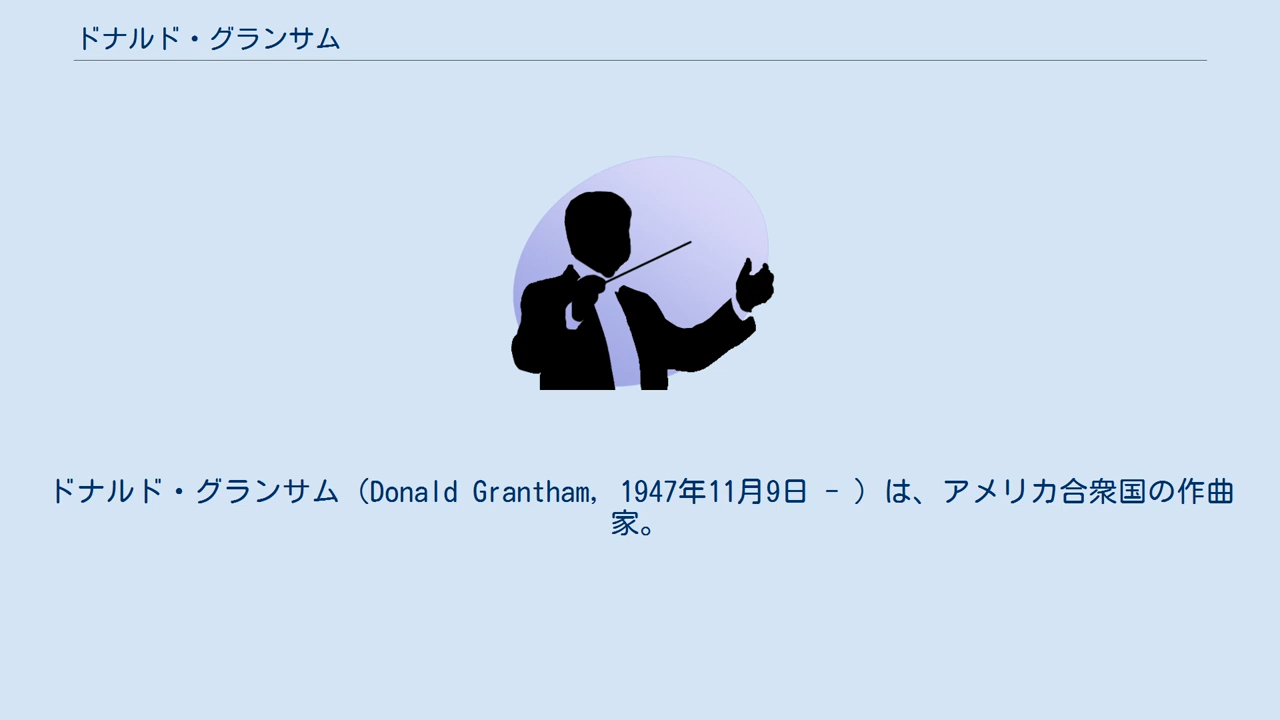 ドナルド・グランサム
ドナルド・グランサム（Donald Grantham, 1947年11月9日 - ）は、アメリカ合衆国の作曲
家。